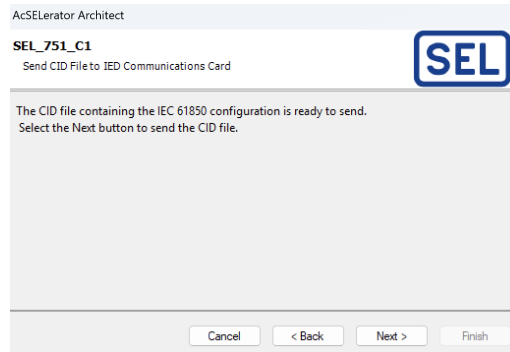 AcSELerator Architect
SEL_751_C1
Send CID File to IED Communications Card
SEL
The CID file containing the IEC 61850 configuration is ready to send.
Select the Next button to send the CID file.
Cancel
< Back
Next >
Finish